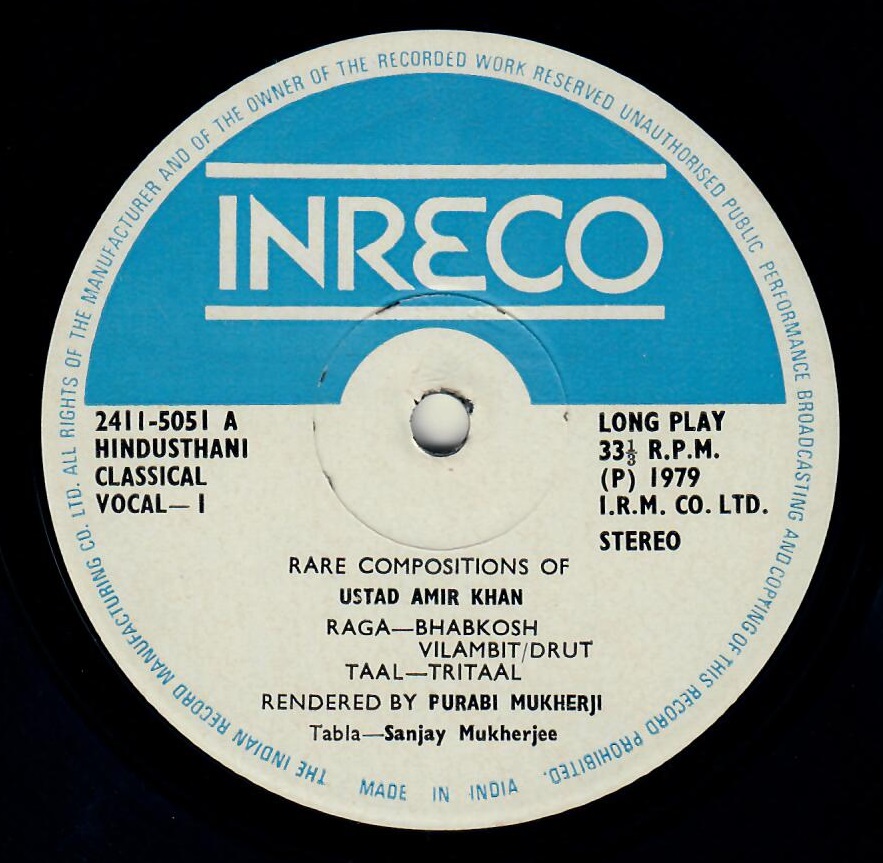 THE INDIAN RECORD MANUFACTURING CO. LTD. ALL RIGHTS OF THE MANUFACTURER AND OF THE OWNER OF THE RECORDED WORK RESERVED UNAUTHORISED PUBLIC PERFORMANCE BROADCASTING AND COPYING OF THIS RECORD PROHIBITED.
INRECO
2411-5051 A
HINDUSTHANI
CLASSICAL
VOCAL— I
LONG PLAY
33⅓ R.P.M.
(P) 1979
I.R.M. CO. LTD.
STEREO
RARE COMPOSITIONS OF
USTAD AMIR KHAN
RAGA—BHABKOSH
VILAMBIT/DRUT
TAAL—TRITAAL
RENDERED BY PURABI MUKHERJI
Tabla—Sanjay Mukherjee
MADE IN INDIA